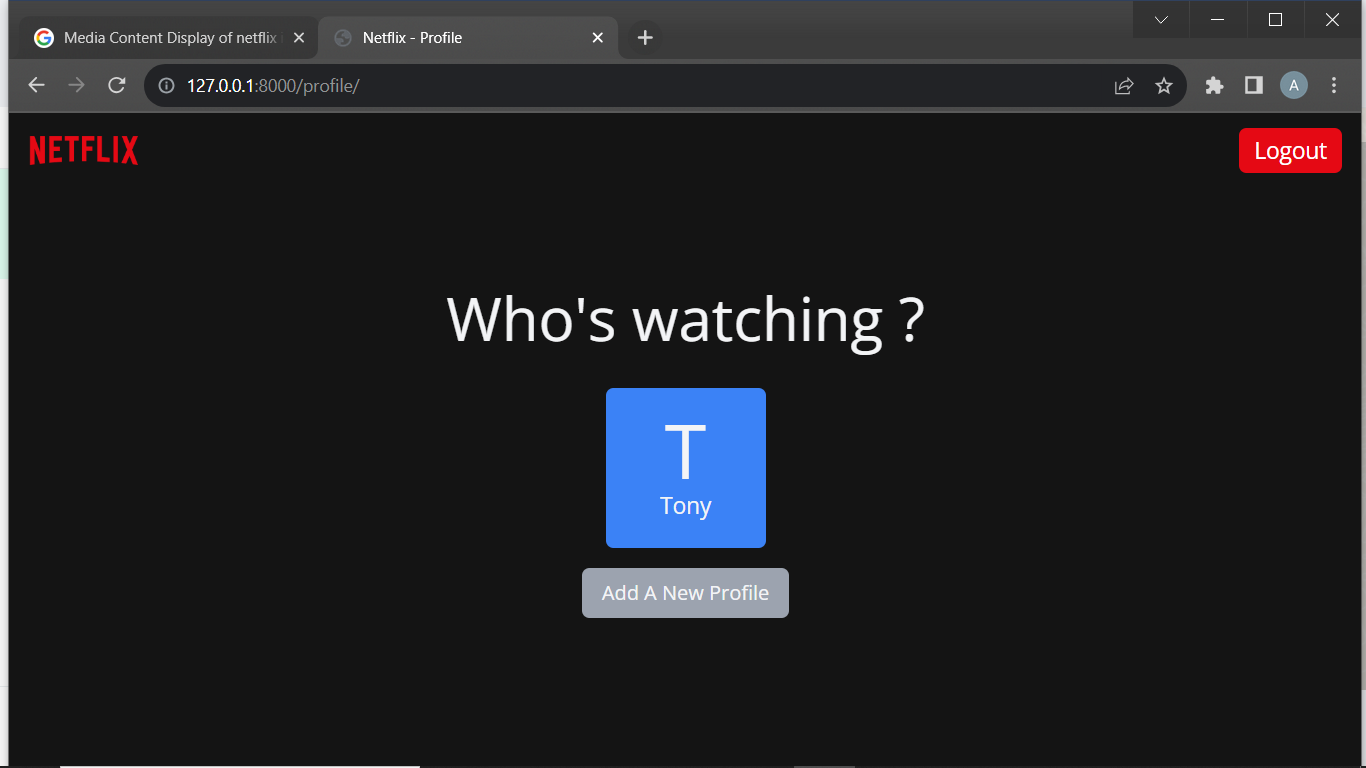 Media Content Display of netflix
Netflix - Profile
127.0.0.1:8000/profile/
A
NETFLIX
Logout
Who's watching ?
T
Tony
Add A New Profile